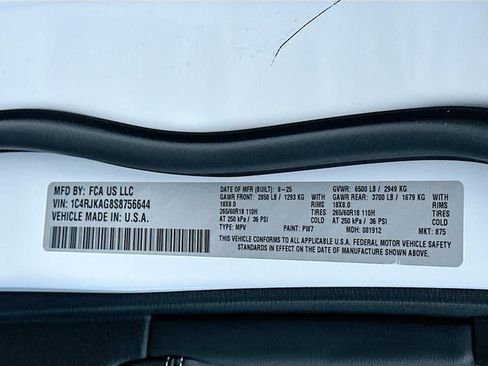 MFD BY: FCA US LLC
VIN: 1C4RJKAG8S8756644
VEHICLE MADE IN: U.S.A.
DATE OF MFR (BUILT): 8-25 GVWR: 6500 LB / 2949 KG
GAWR FRONT: 2850 LB / 1293 KG GAWR REAR: 3700 LB / 1679 KG
18X8.0 RIMS 18X8.0 RIMS
265/60R18 110H TIRES 265/60R18 110H TIRES
AT 250 kPa / 36 PSI COLD AT 250 kPa / 36 PSI COLD
TYPE: MPV PAINT: PW7 MDH: 081912 MKT: 875
THIS VEHICLE CONFORMS TO ALL APPLICABLE U.S.A. FEDERAL MOTOR VEHICLE SAFETY
STANDARDS IN EFFECT ON THE DATE OF MANUFACTURE SHOWN ABOVE.